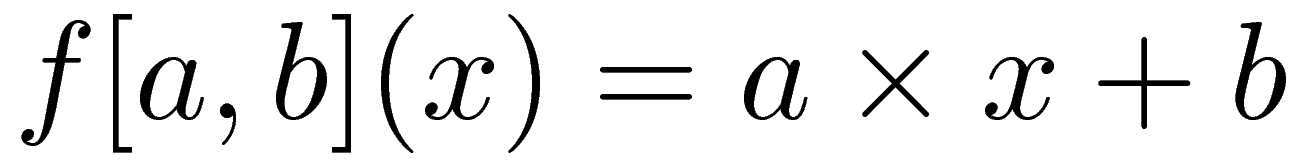 f[a, b](x) = a × x + b